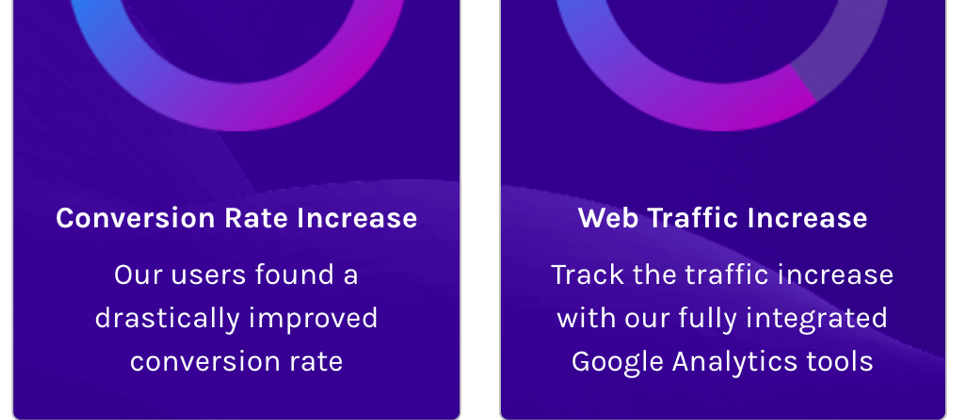 Conversion Rate Increase
Our users found a
drastically improved
conversion rate
Web Traffic Increase
Track the traffic increase
with our fully integrated
Google Analytics tools